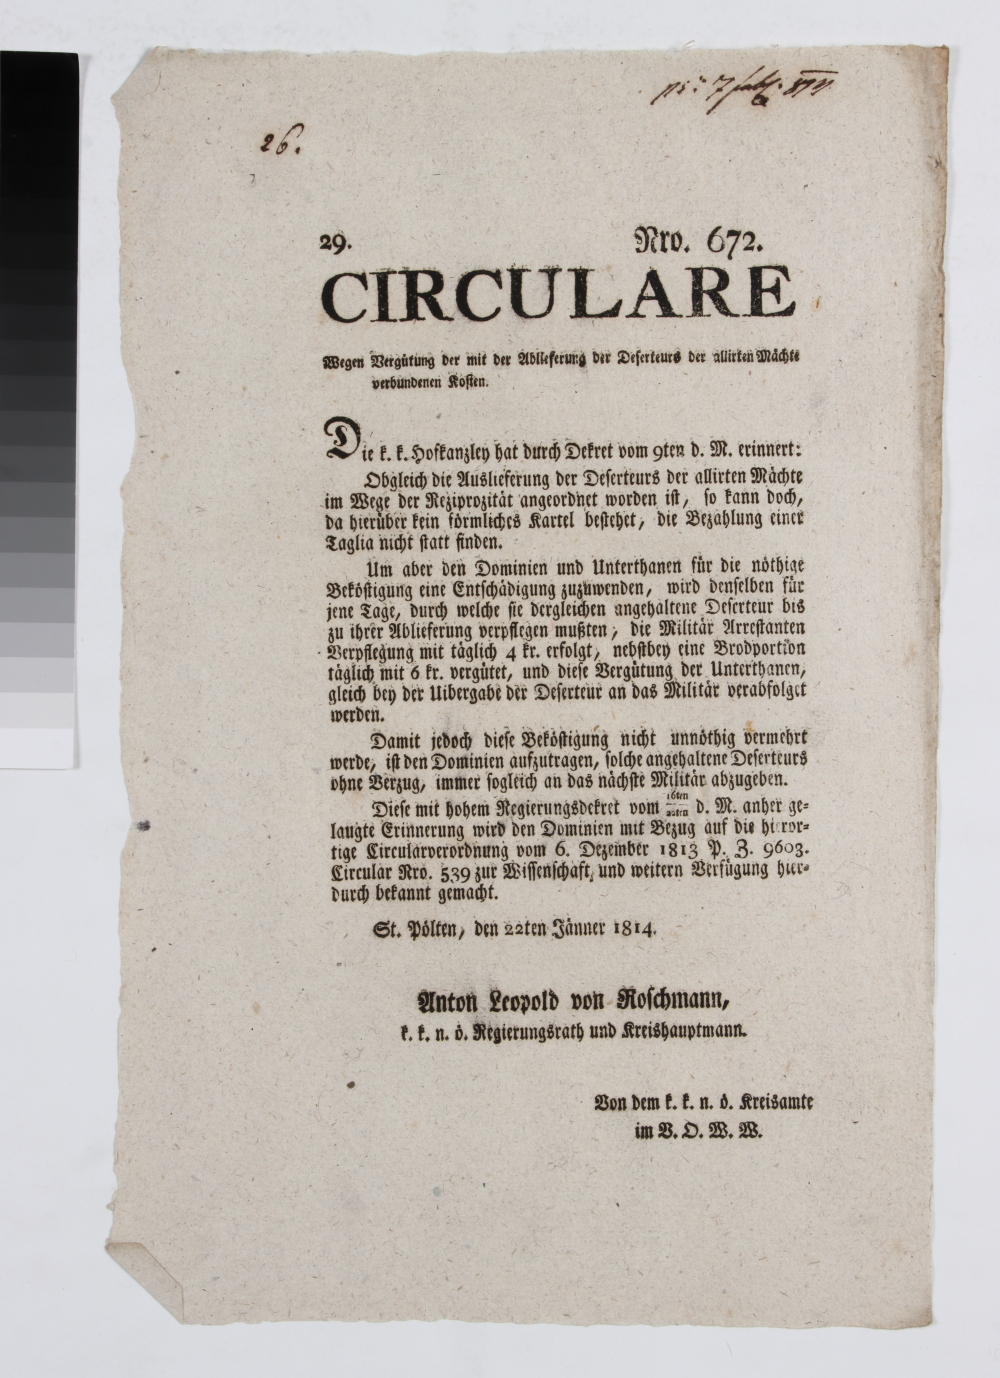 26.
29. Nro. 672.
CIRCULARE
Wegen Vergütung der mit der Ablieferung der Deserteurs der allirten Mächte
verbundenen Kosten.
Die k. k. Hofkanzley hat durch Dekret vom 9ten d. M. erinnert:
Obgleich die Auslieferung der Deserteurs der allirten Mächte
im Wege der Reziprozität angeordnet worden ist, so kann doch,
da hierüber kein förmliches Kartel bestehet, die Bezahlung einer
Taglia nicht statt finden.
Um aber den Dominien und Unterthanen für die nöthige
Beköstigung eine Entschädigung zuzuwenden, wird denselben für
jene Tage, durch welche sie dergleichen angehaltene Deserteur bis
zu ihrer Ablieferung verpflegen mußten, die Militär Arrestanten
Verpflegung mit täglich 4 kr. erfolgt, nebstbey eine Brodportion
täglich mit 6 kr. vergütet, und diese Vergütung der Unterthanen,
gleich bey der Uibergabe der Deserteur an das Militär verabfolget
werden.
Damit jedoch diese Beköstigung nicht unnöthig vermehrt
werde, ist den Dominien aufzutragen, solche angehaltene Deserteurs
ohne Verzug, immer sogleich an das nächste Militär abzugeben.
Diese mit hohem Regierungsdekret vom 16ten/22ten d. M. anher ge-
laugte Erinnerung wird den Dominien mit Bezug auf die hieror-
tige Circularverordnung vom 6. Dezember 1813 P. Z. 9603.
Circular Nro. 539 zur Wissenschaft, und weitern Verfügung hier-
durch bekannt gemacht.
St. Pölten, den 22ten Jänner 1814.
Anton Leopold von Roschmann,
k. k. n. ö. Regierungsrath und Kreishauptmann.
Von dem k. k. n. ö. Kreisamte
im V. O. W. W.